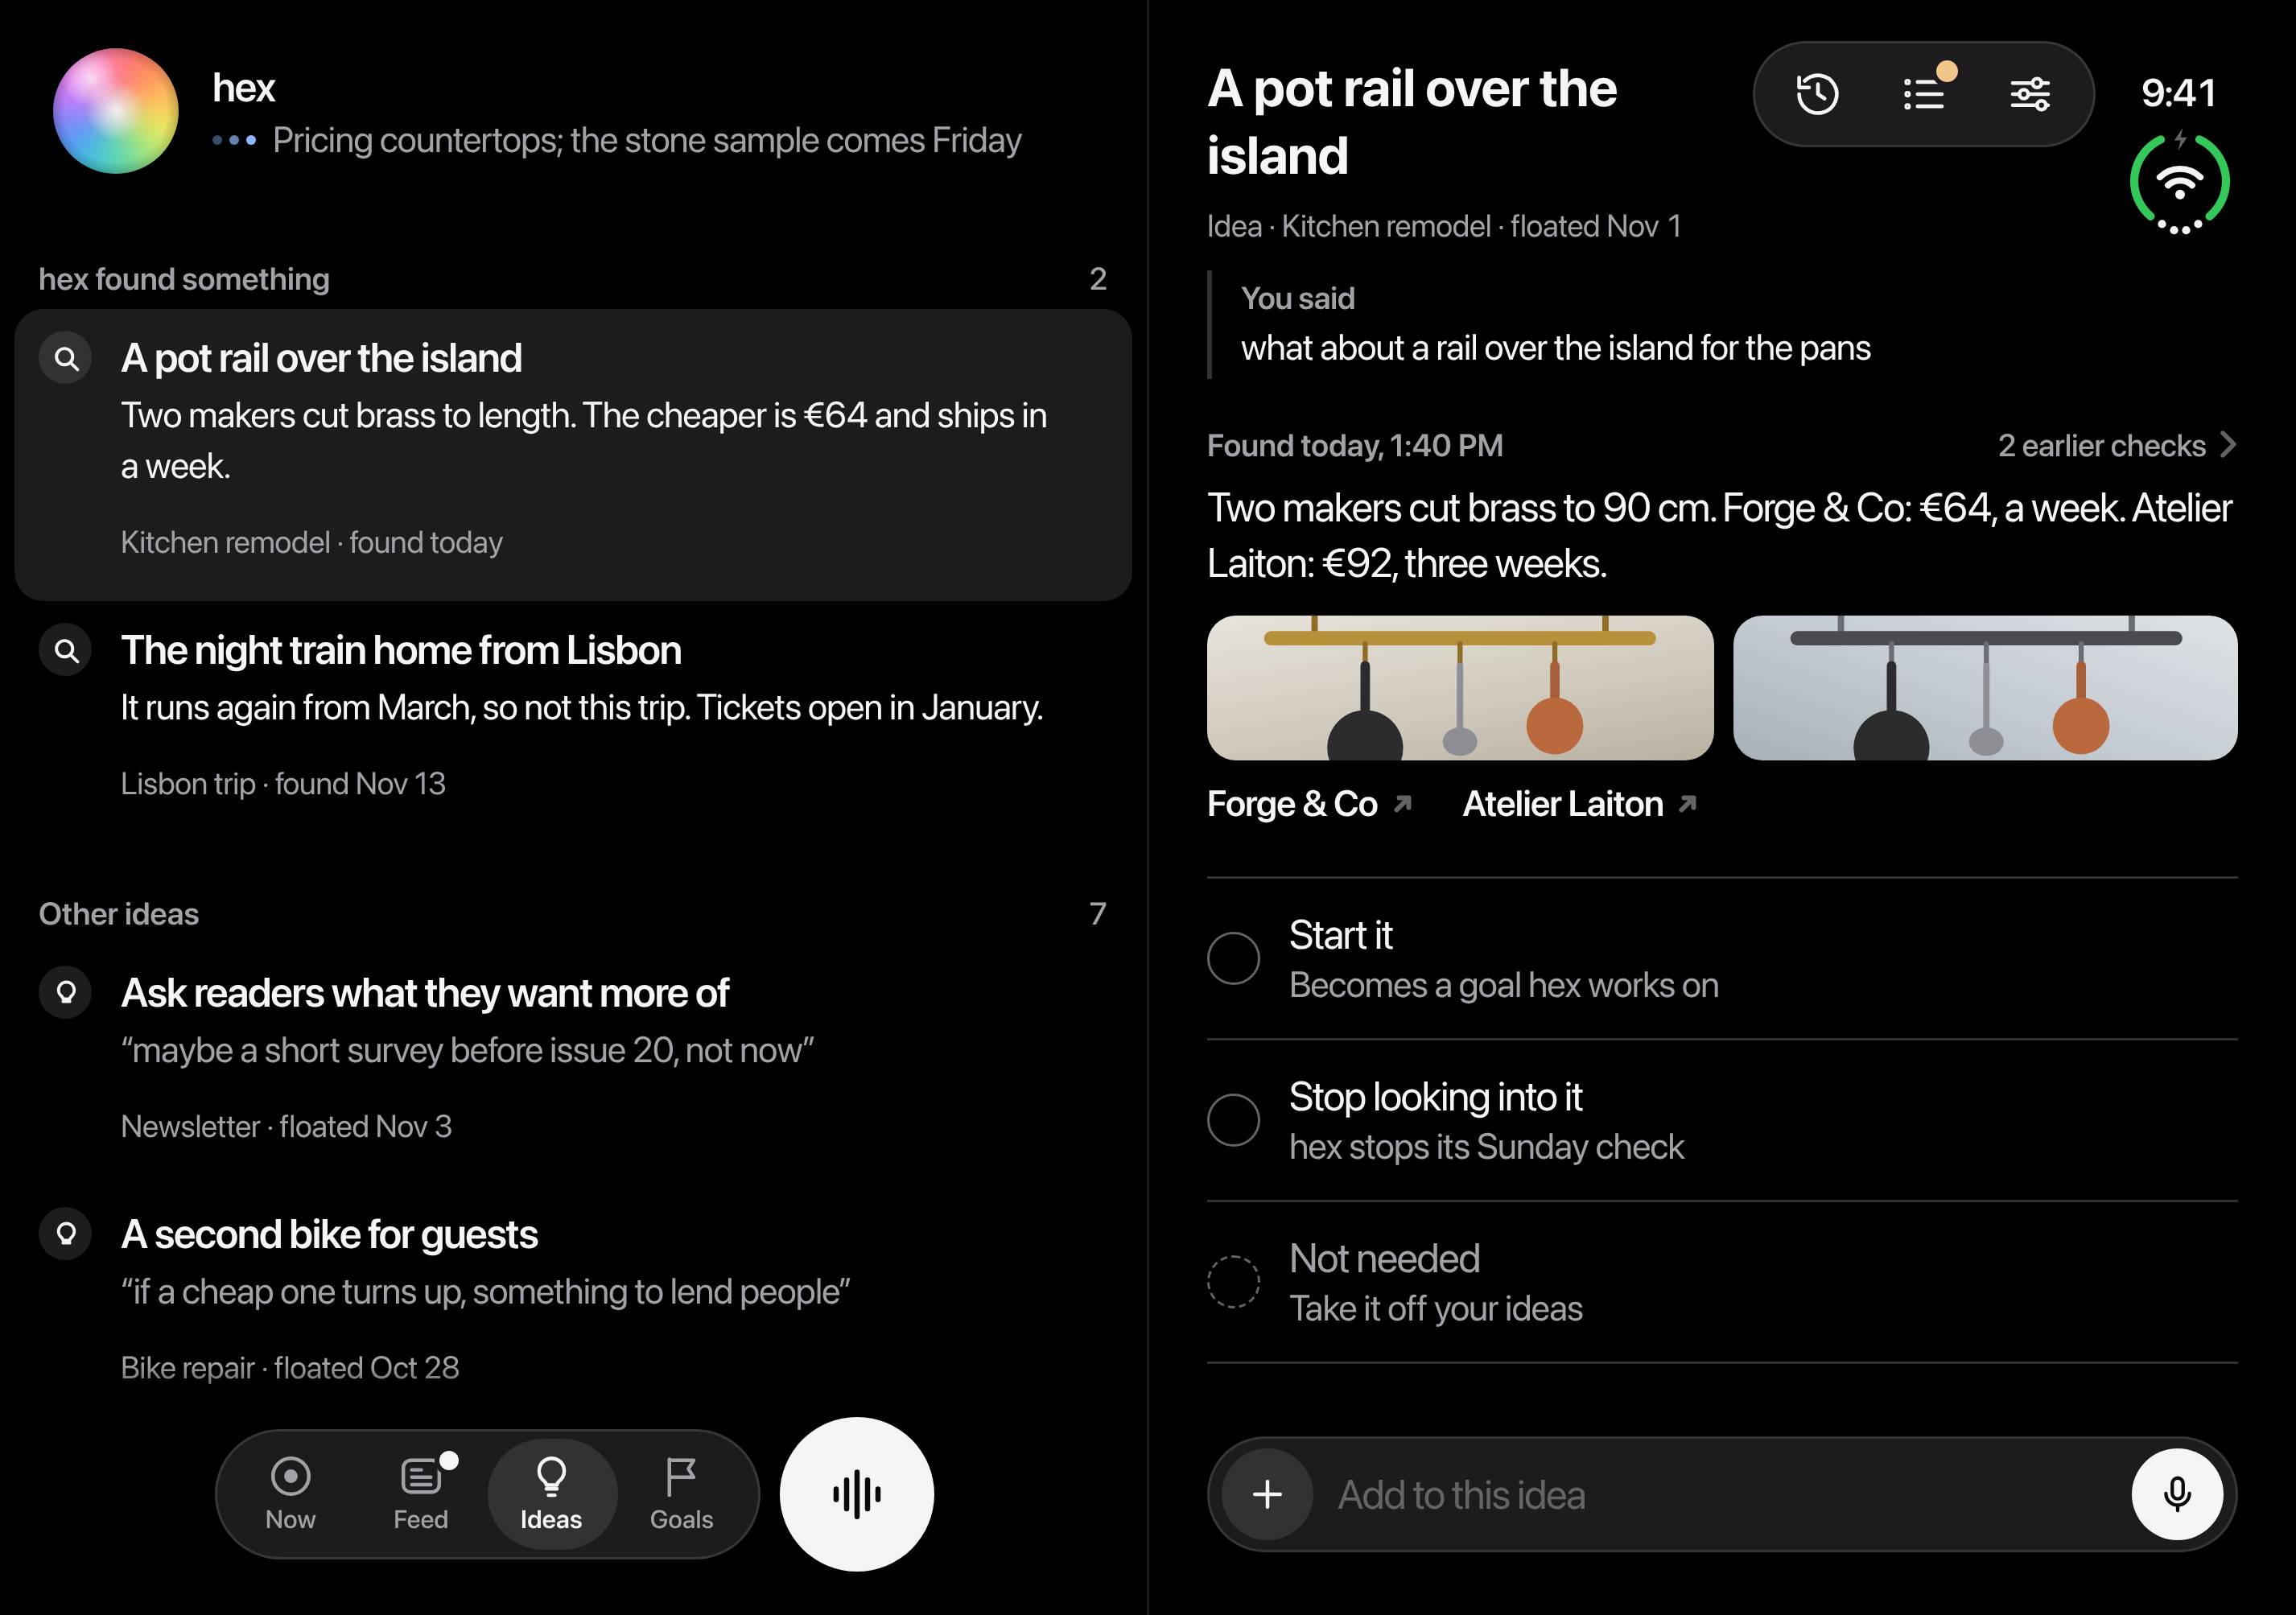 hex
Pricing countertops; the stone sample comes Friday
hex found something
2
A pot rail over the island
Two makers cut brass to length. The cheaper is €64 and ships in
a week.
Kitchen remodel · found today
The night train home from Lisbon
It runs again from March, so not this trip. Tickets open in January.
Lisbon trip · found Nov 13
Other ideas
7
Ask readers what they want more of
“maybe a short survey before issue 20, not now”
Newsletter · floated Nov 3
A second bike for guests
“if a cheap one turns up, something to lend people”
Bike repair · floated Oct 28
Now
Feed
Ideas
Goals
A pot rail over the
island
9:41
Idea · Kitchen remodel · floated Nov 1
You said
what about a rail over the island for the pans
Found today, 1:40 PM
2 earlier checks
Two makers cut brass to 90 cm. Forge & Co: €64, a week. Atelier
Laiton: €92, three weeks.
Forge & Co
Atelier Laiton
Start it
Becomes a goal hex works on
Stop looking into it
hex stops its Sunday check
Not needed
Take it off your ideas
Add to this idea